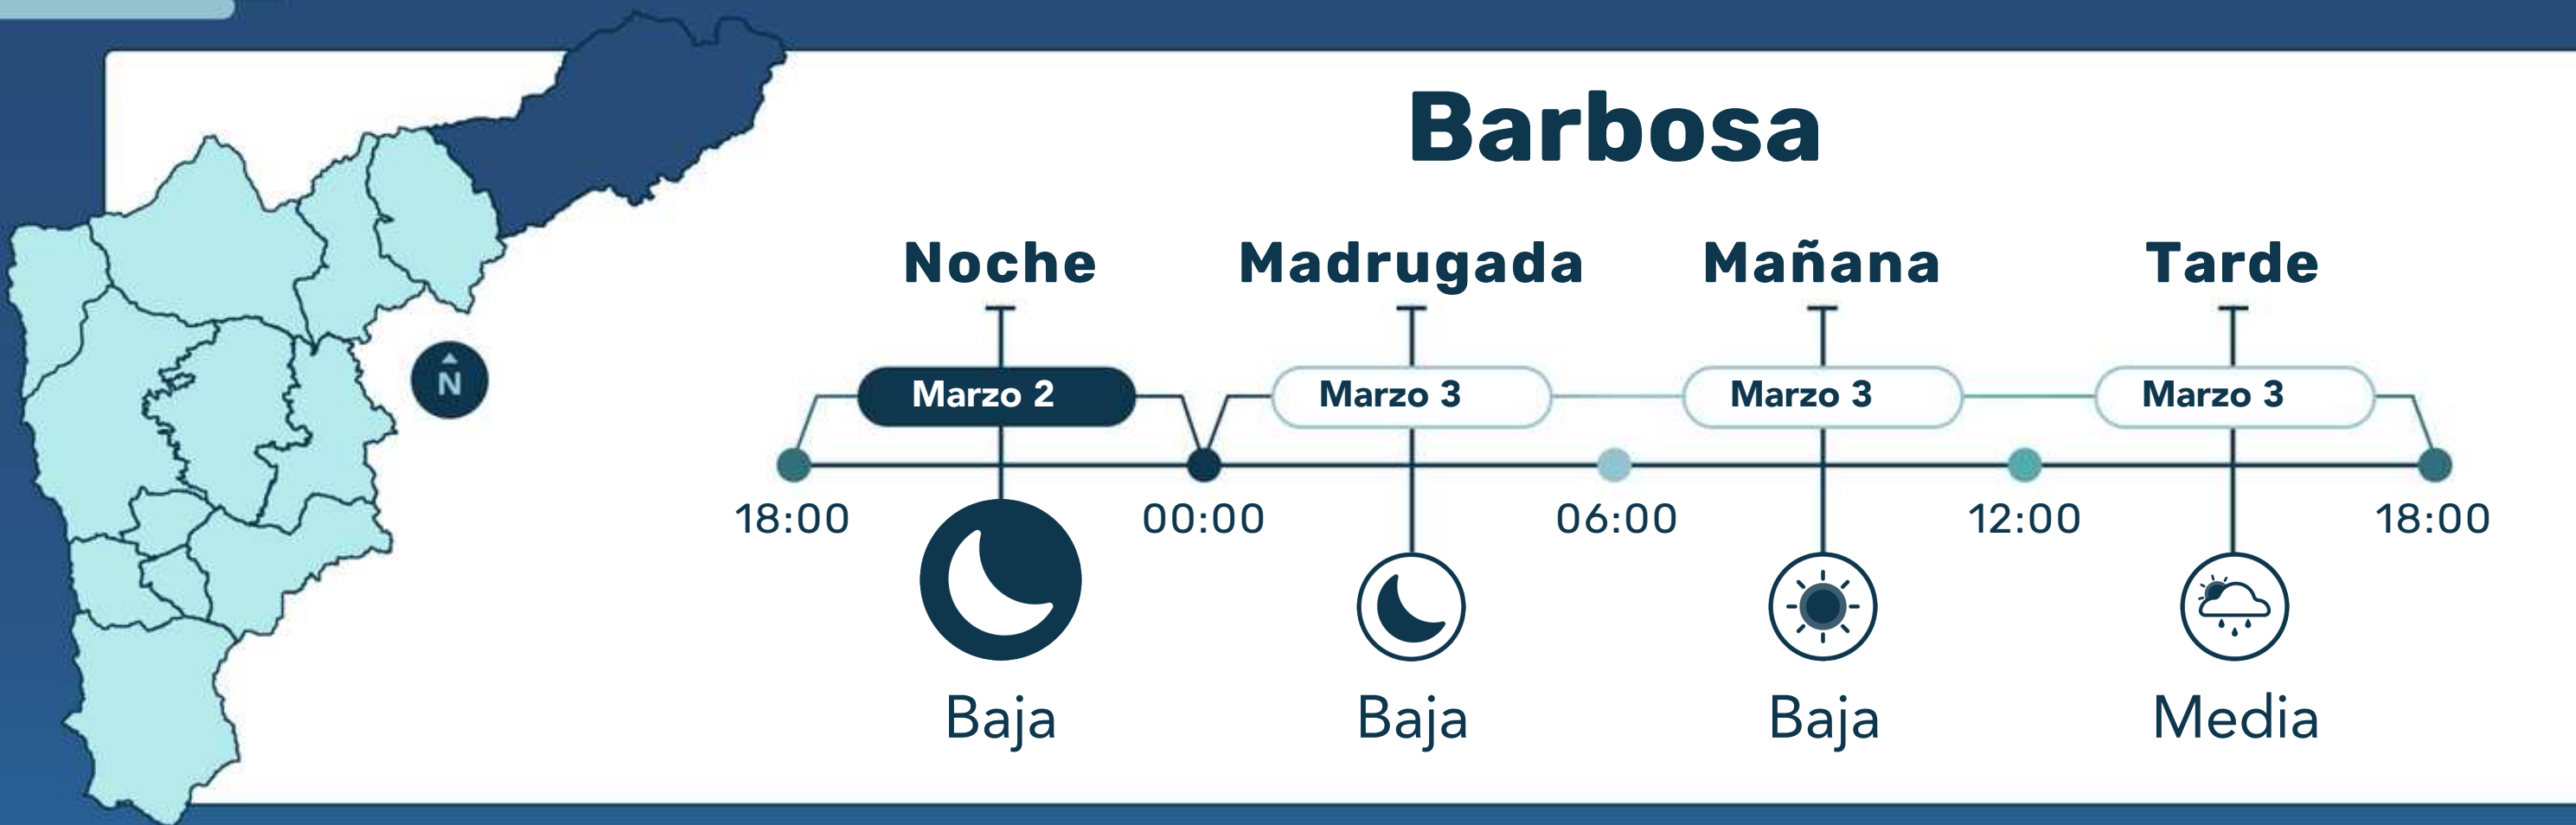 Barbosa
Noche Madrugada Mañana Tarde
Marzo 2 Marzo 3 Marzo 3 Marzo 3
N
18:00 00:00 06:00 12:00 18:00
Baja Baja Baja Media